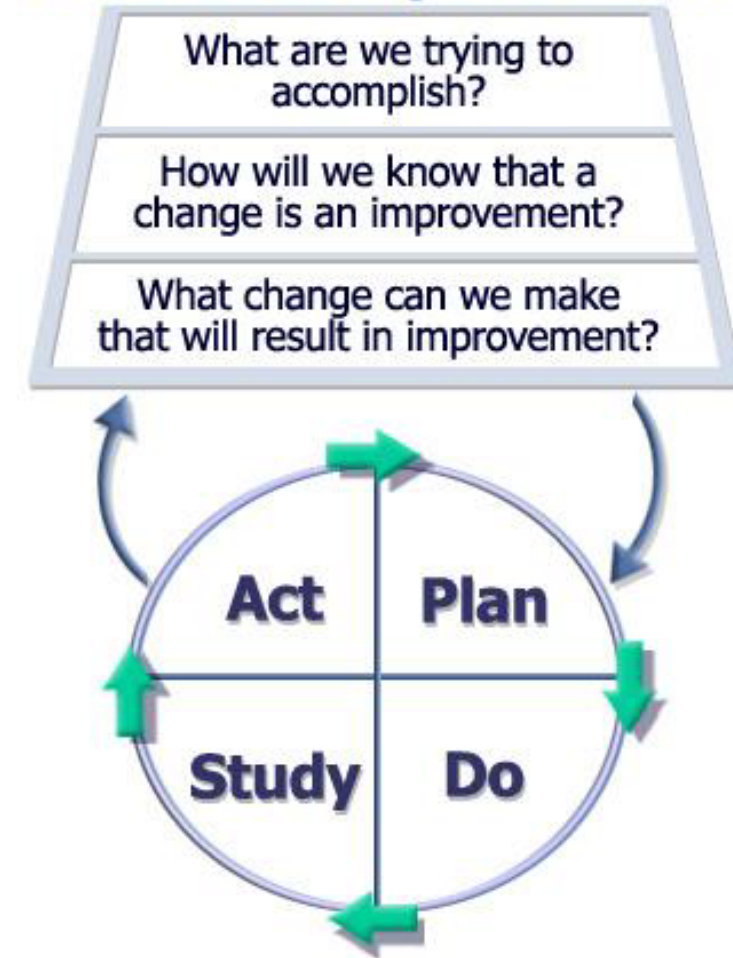 What are we trying to
accomplish?
How will we know that a
change is an improvement?
What change can we make
that will result in improvement?
Act
Plan
Study
Do